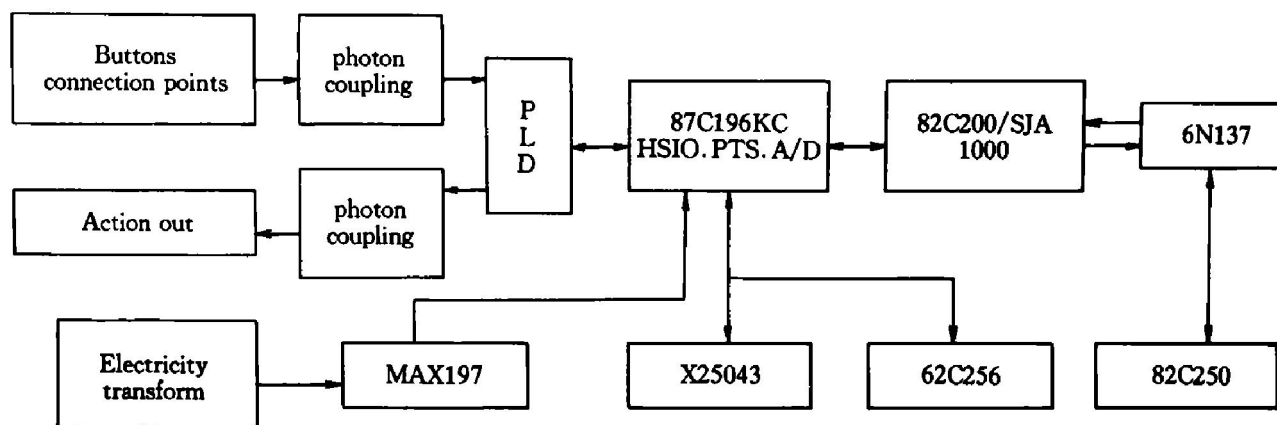 Buttons
connection points
photon
coupling
P
L
D
87C196KC
HSIO.PTS.A/D
82C200/SJA
1000
6N137
Action out
photon
coupling
Electricity
transform
MAX197
X25043
62C256
82C250